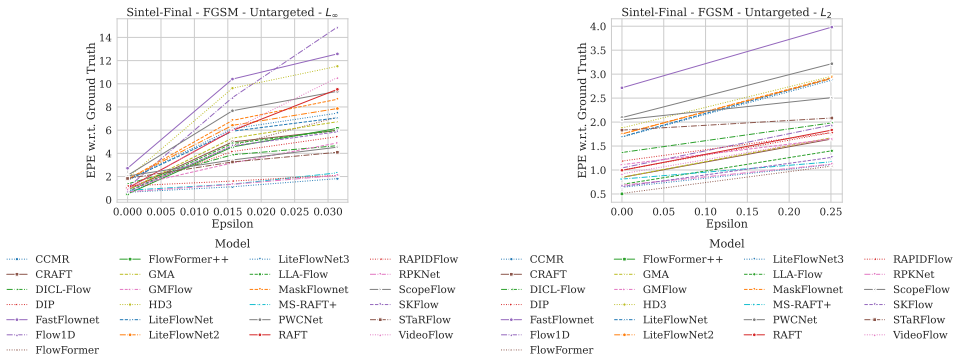 Sintel-Final - FGSM - Untargeted - L∞
14
12
10
8
6
4
2
0
EPE w.r.t. Ground Truth
0.000 0.005 0.010 0.015 0.020 0.025 0.030
Epsilon
Model
CCMR FlowFormer++ LiteFlowNet3 RAPIDFlow
CRAFT GMA LLA-Flow RPKNet
DICL-Flow GMFlow MaskFlownet ScopeFlow
DIP HD3 MS-RAFT+ SKFlow
FastFlownet LiteFlowNet PWCNet STaRFlow
Flow1D LiteFlowNet2 RAFT VideoFlow
FlowFormer
Sintel-Final - FGSM - Untargeted - L2
4.0
3.5
3.0
2.5
2.0
1.5
1.0
0.5
EPE w.r.t. Ground Truth
0.00 0.05 0.10 0.15 0.20 0.25
Epsilon
Model
CCMR FlowFormer++ LiteFlowNet3 RAPIDFlow
CRAFT GMA LLA-Flow RPKNet
DICL-Flow GMFlow MaskFlownet ScopeFlow
DIP HD3 MS-RAFT+ SKFlow
FastFlownet LiteFlowNet PWCNet STaRFlow
Flow1D LiteFlowNet2 RAFT VideoFlow
FlowFormer